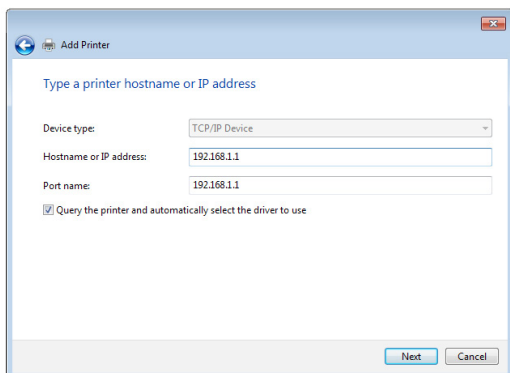 Add Printer
Type a printer hostname or IP address
Device type: TCP/IP Device
Hostname or IP address: 192.168.1.1
Port name: 192.168.1.1
Query the printer and automatically select the driver to use
Next Cancel